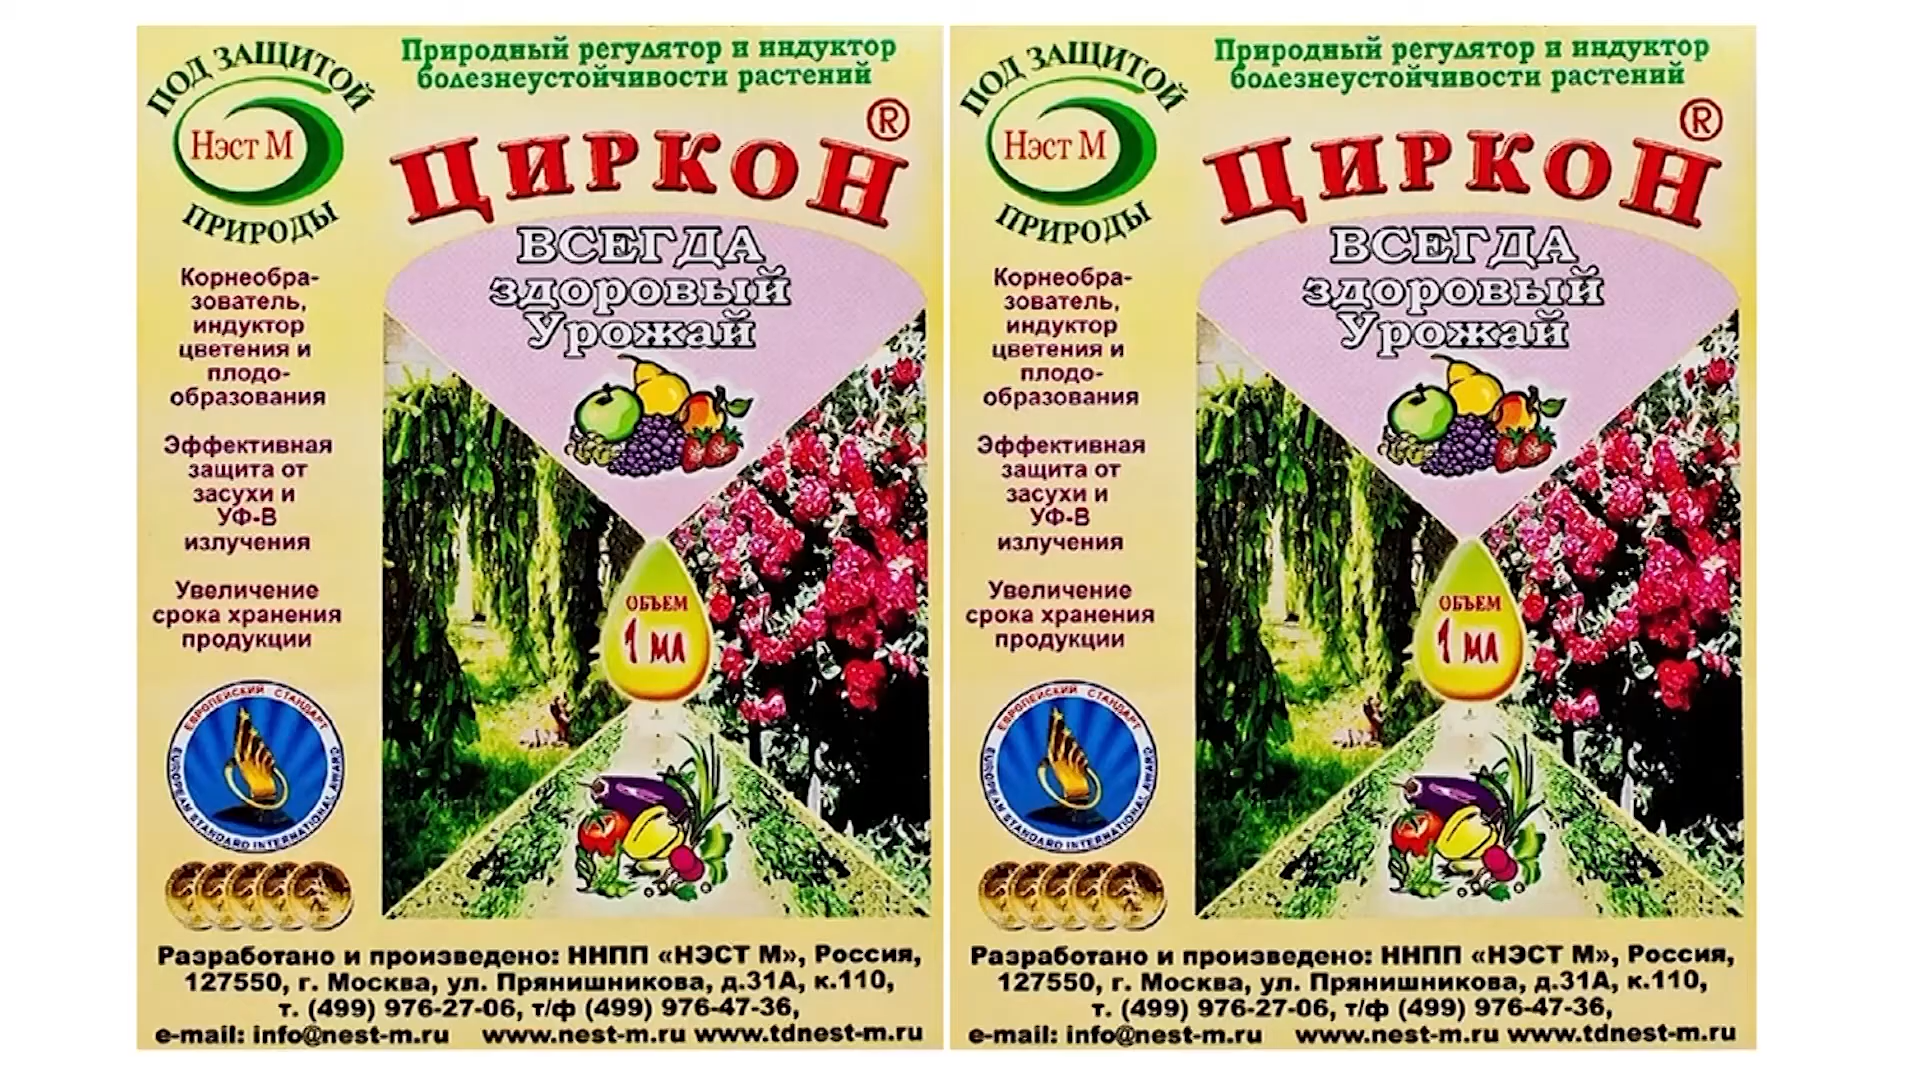 ПОД ЗАЩИТОЙ
Нэст М
ПРИРОДЫ
Природный регулятор и индуктор
болезнеустойчивости растений
ЦИРКОН®
ВСЕГДА
здоровый
Урожай
Корнеобра-
зователь,
индуктор
цветения и
плодо-
образования
Эффективная
защита от
засухи и
УФ-В
излучения
Увеличение
срока хранения
продукции
ОБЪЕМ
1 мл
ЕВРОПЕЙСКИЙ СТАНДАРТ
EUROPEAN STANDARD INTERNATIONAL AWARD
Разработано и произведено: ННПП «НЭСТ М», Россия,
127550, г. Москва, ул. Прянишникова, д.31А, к.110,
т. (499) 976-27-06, т/ф (499) 976-47-36,
e-mail: info@nest-m.ru www.nest-m.ru www.tdnest-m.ru
ПОД ЗАЩИТОЙ
Нэст М
ПРИРОДЫ
Природный регулятор и индуктор
болезнеустойчивости растений
ЦИРКОН®
ВСЕГДА
здоровый
Урожай
Корнеобра-
зователь,
индуктор
цветения и
плодо-
образования
Эффективная
защита от
засухи и
УФ-В
излучения
Увеличение
срока хранения
продукции
ОБЪЕМ
1 мл
ЕВРОПЕЙСКИЙ СТАНДАРТ
EUROPEAN STANDARD INTERNATIONAL AWARD
Разработано и произведено: ННПП «НЭСТ М», Россия,
127550, г. Москва, ул. Прянишникова, д.31А, к.110,
т. (499) 976-27-06, т/ф (499) 976-47-36,
e-mail: info@nest-m.ru www.nest-m.ru www.tdnest-m.ru